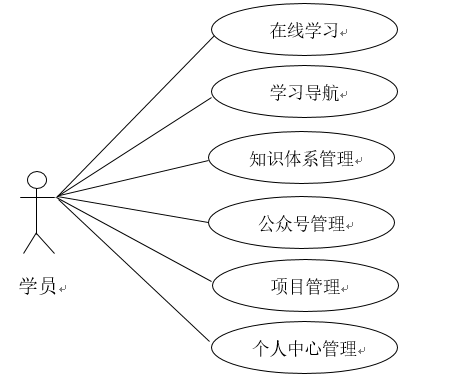 在线学习
学习导航
知识体系管理
公众号管理
学员
项目管理
个人中心管理